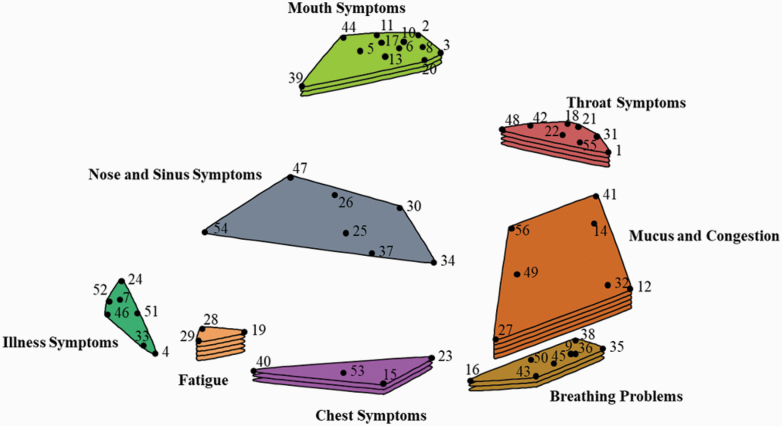 Mouth Symptoms
44 11 10 2
5 17 6 8 3
13 20
39
Throat Symptoms
48 42 18 21
22 55 31
1
Nose and Sinus Symptoms
47
26 30
54 25
37 34
41
56 14
Mucus and Congestion
49
32 12
27
24
52 7
46 51
33
4
Illness Symptoms
28
29 19
Fatigue
40 23
53 15
Chest Symptoms
38
9 36 35
50 45
16 43
Breathing Problems